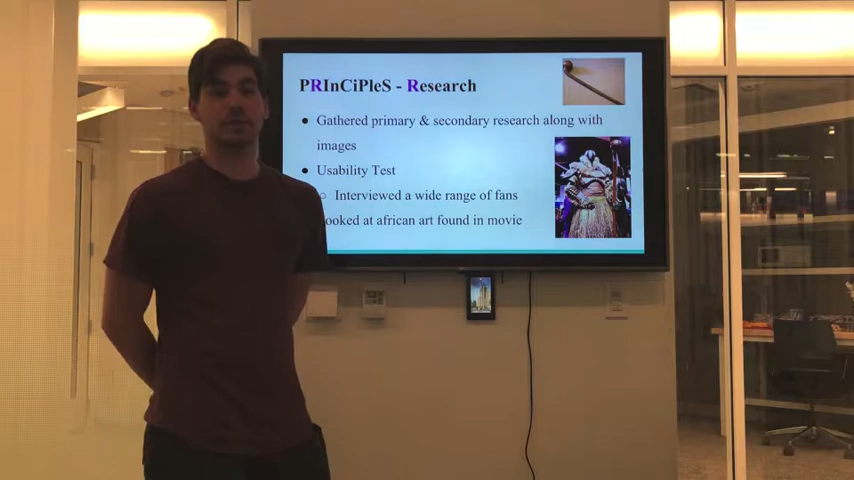 PRInCiPleS - Research
● Gathered primary & secondary research along with
images
● Usability Test
○ Interviewed a wide range of fans
ooked at african art found in movie